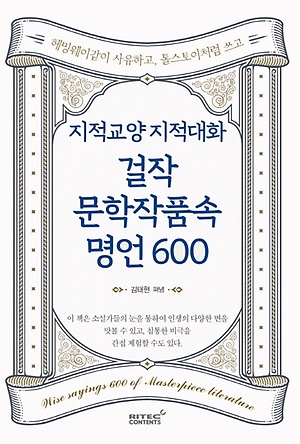 헤밍웨이같이 사유하고, 톨스토이처럼 쓰고
지적교양 지적대화
걸작
문학작품속
명언 600
김태현 펴냄
이 책은 소설가들의 눈을 통하여 인생의 다양한 면을
맛볼 수 있고, 침통한 비극을
간접 체험할 수도 있다.
Wise sayings 600 of Masterpiece literature
RITEC
CONTENTS